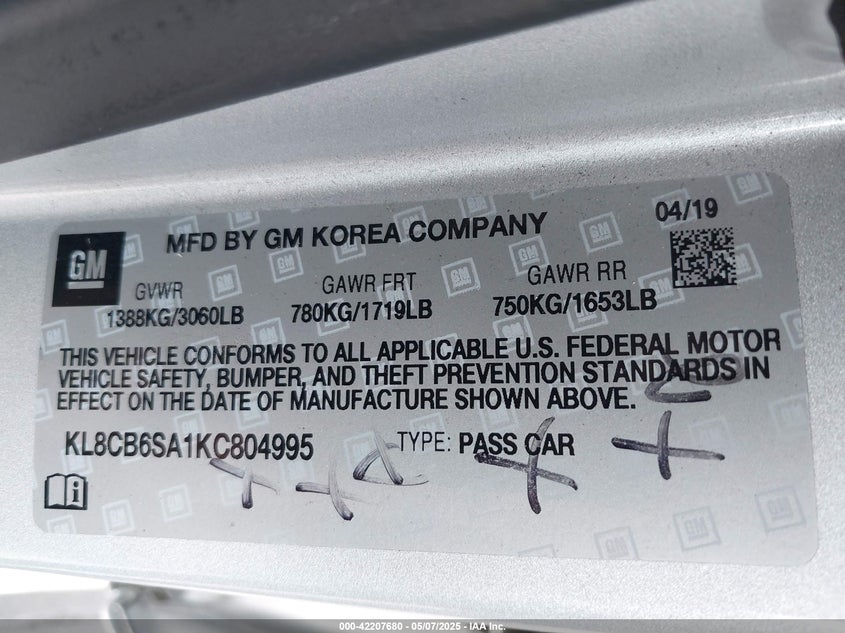 04/19
MFD BY GM KOREA COMPANY
GM
GVWR GAWR FRT GAWR RR
1388KG/3060LB 780KG/1719LB 750KG/1653LB
THIS VEHICLE CONFORMS TO ALL APPLICABLE U.S. FEDERAL MOTOR
VEHICLE SAFETY, BUMPER, AND THEFT PREVENTION STANDARDS IN
EFFECT ON THE DATE OF MANUFACTURE SHOWN ABOVE.
KL8CB6SA1KC804995 TYPE: PASS CAR
000-42207680 - 05/07/2025 - IAA Inc.